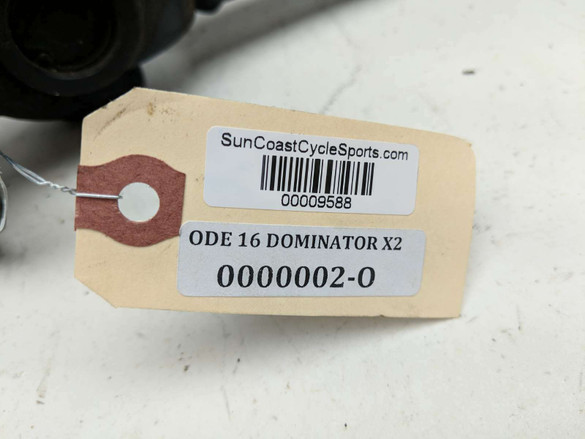 SunCoastCycleSports.com
00009588
ODE 16 DOMINATOR X2
0000002-O